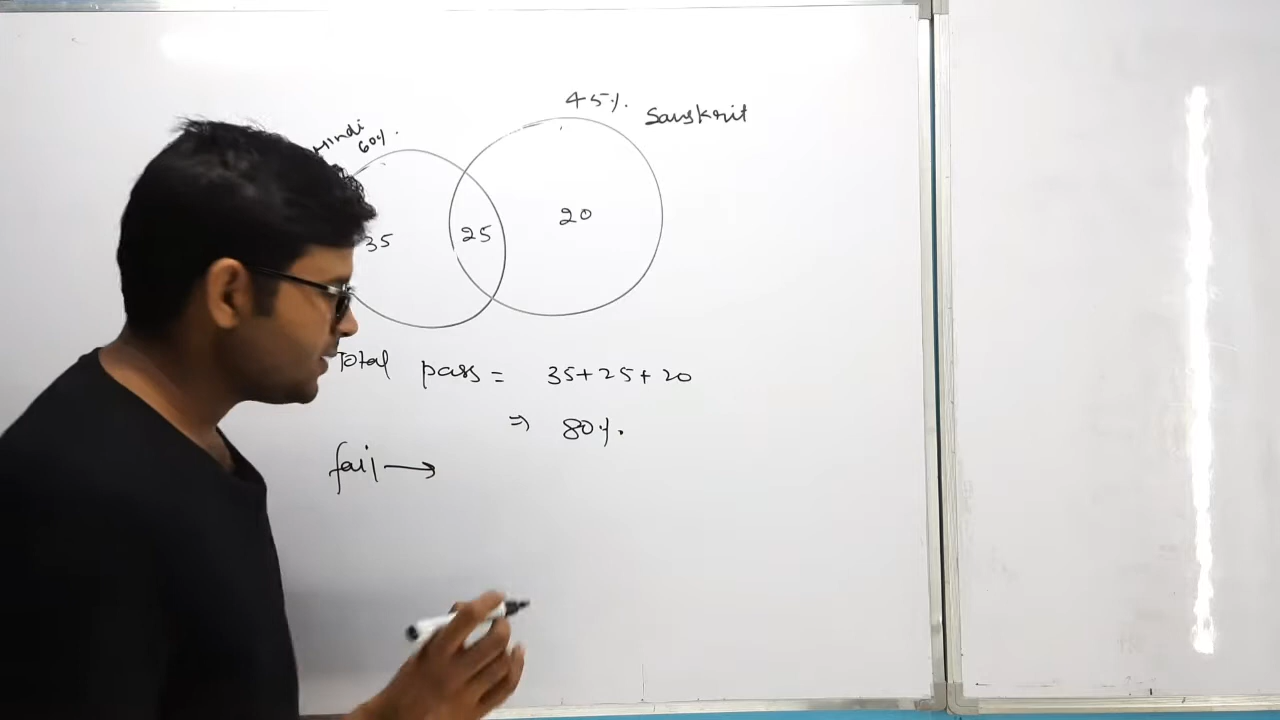 45%. Sanskrit
Hindi
60%.
35 25 20
Total pass = 35+25+20
⇒ 80%.
fail →